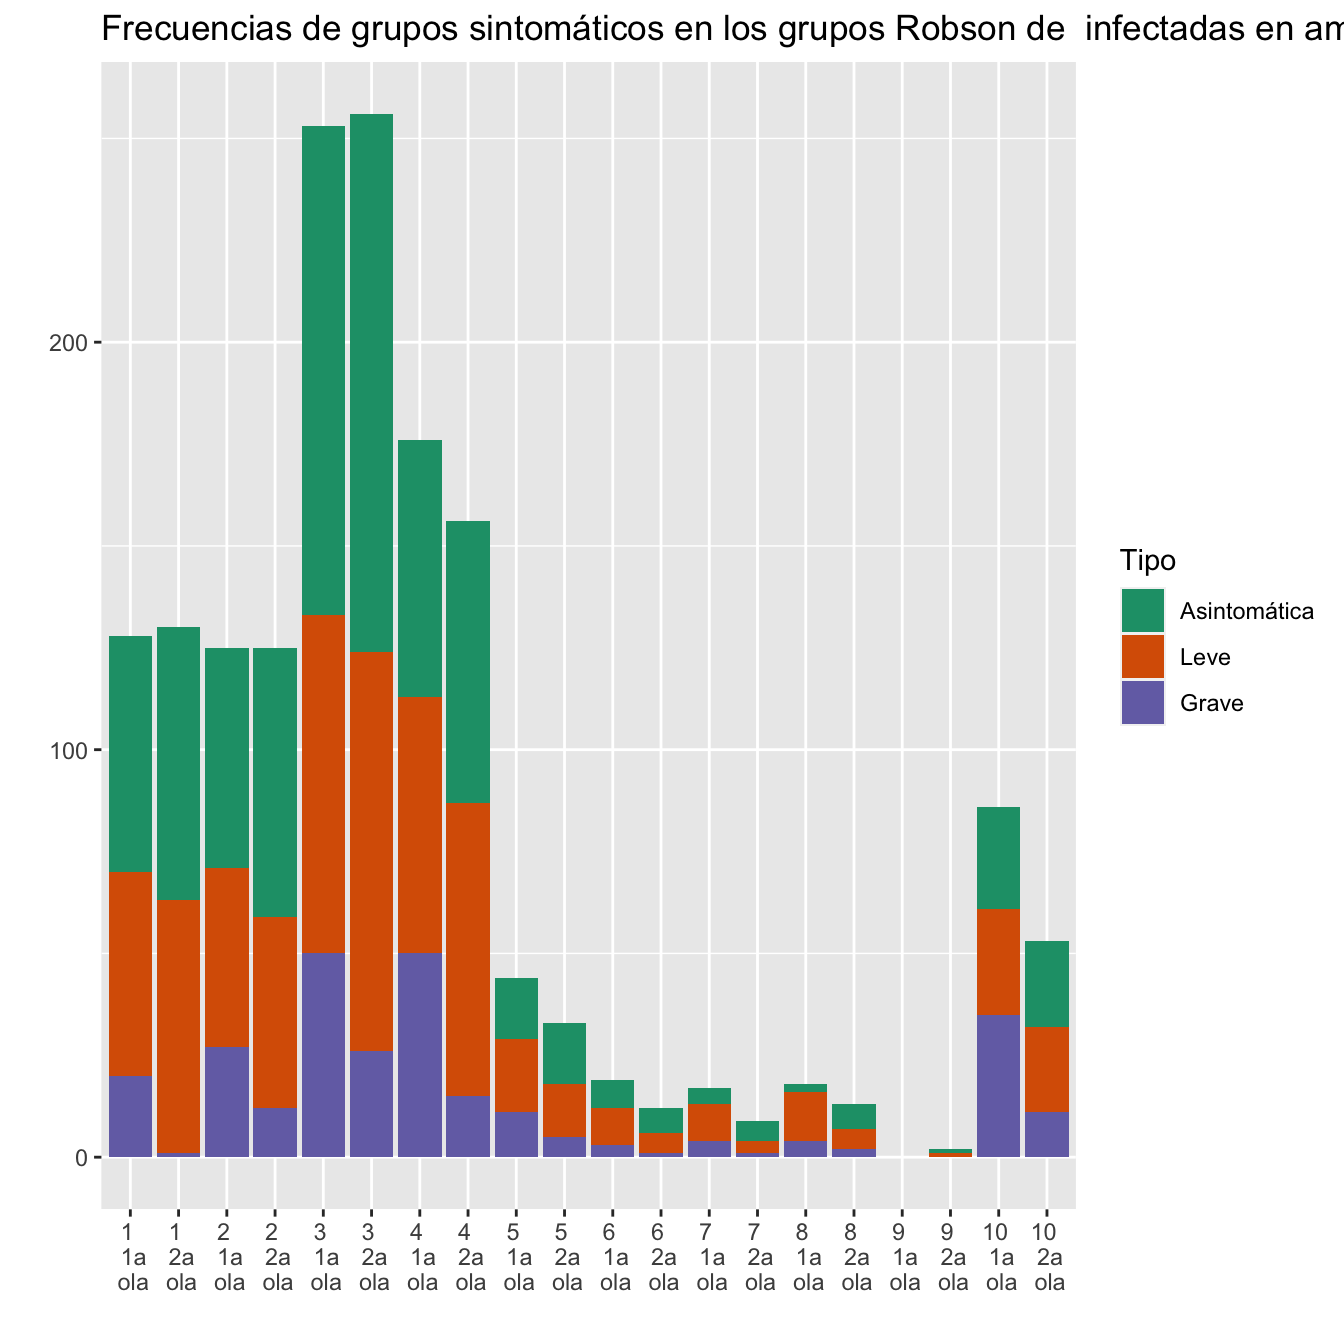 Frecuencias de grupos sintomáticos en los grupos Robson de  infectadas en
200
100
0
Tipo
Asintomática
Leve
Grave
1 1 2 2 3 3 4 4 5 5 6 6 7 7 8 8 9 9 10 10
1a 2a 1a 2a 1a 2a 1a 2a 1a 2a 1a 2a 1a 2a 1a 2a 1a 2a 1a 2a
ola ola ola ola ola ola ola ola ola ola ola ola ola ola ola ola ola ola ola ola